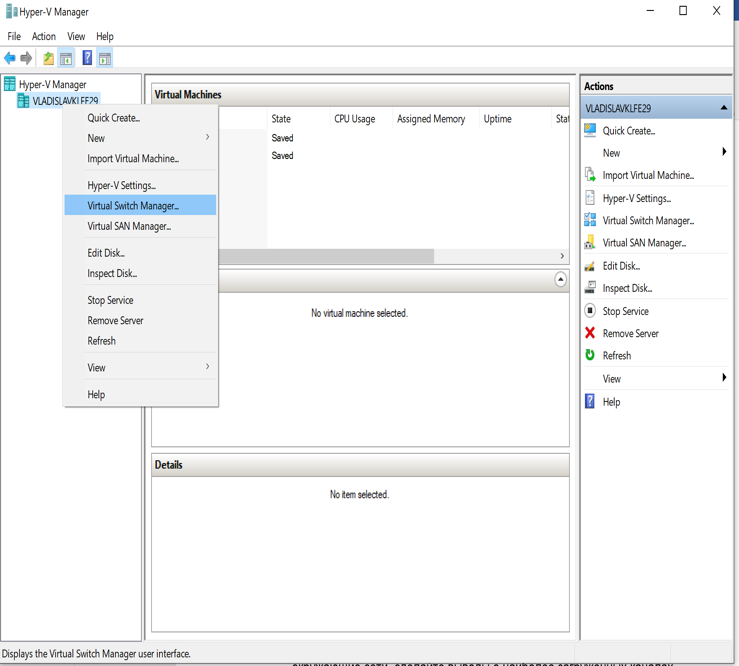 Hyper-V Manager
File Action View Help
Hyper-V Manager
VLADISLAVKLFE29
Quick Create...
New
Import Virtual Machine...
Hyper-V Settings...
Virtual Switch Manager...
Virtual SAN Manager...
Edit Disk...
Inspect Disk...
Stop Service
Remove Server
Refresh
View
Help
Virtual Machines
State CPU Usage Assigned Memory Uptime Stat
Saved
Saved
No virtual machine selected.
Details
No item selected.
Actions
VLADISLAVKLFE29
Quick Create...
New
Import Virtual Machine...
Hyper-V Settings...
Virtual Switch Manager...
Virtual SAN Manager...
Edit Disk...
Inspect Disk...
Stop Service
Remove Server
Refresh
View
Help
Displays the Virtual Switch Manager user interface.